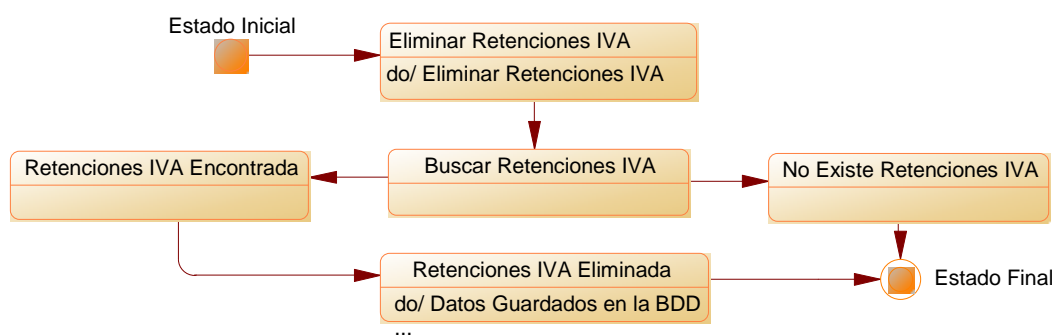 Estado Inicial
Eliminar Retenciones IVA
do/ Eliminar Retenciones IVA
Retenciones IVA Encontrada
Buscar Retenciones IVA
No Existe Retenciones IVA
Retenciones IVA Eliminada
do/ Datos Guardados en la BDD
...
Estado Final